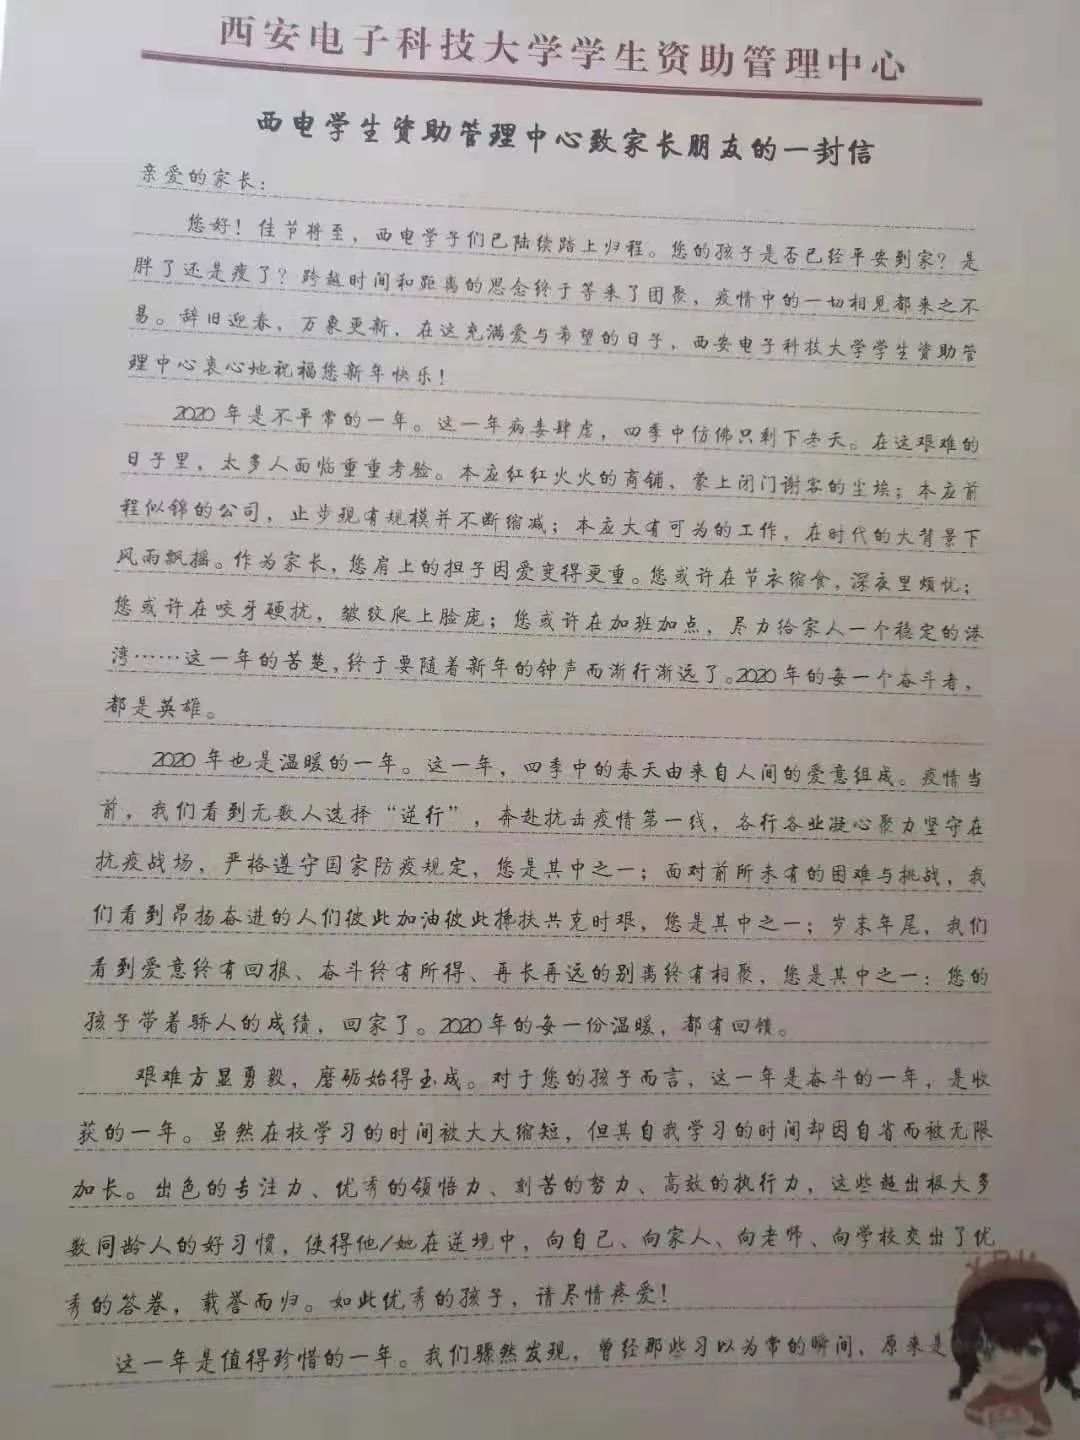 西安电子科技大学学生资助管理中心
西电学生资助管理中心致家长朋友的一封信
亲爱的家长：
您好！佳节将至，西电学子们已陆续踏上归程。您的孩子是否已经平安到家？是
胖了还是瘦了？跨越时间和距离的思念终于等来了团聚，疫情中的一切相见都来之不
易。辞旧迎春，万象更新，在这充满爱与希望的日子，西安电子科技大学学生资助管
理中心衷心地祝福您新年快乐！
2020年是不平常的一年。这一年病毒肆虐，四季中仿佛只剩下冬天。在这艰难的
日子里，太多人面临重重考验。本应红红火火的商铺，蒙上闭门谢客的尘埃；本应前
程似锦的公司，止步现有规模并不断缩减；本应大有可为的工作，在时代的大背景下
风雨飘摇。作为家长，您肩上的担子因爱变得更重。您或许在节衣缩食，深夜里烦忧；
您或许在咬牙硬扛，皱纹爬上脸庞；您或许在加班加点，尽力给家人一个稳定的港
湾……这一年的苦楚，终于要随着新年的钟声而渐行渐远了。2020年的每一个奋斗者，
都是英雄。
2020年也是温暖的一年。这一年，四季中的春天由来自人间的爱意组成。疫情当
前，我们看到无数人选择“逆行”，奔赴抗击疫情第一线，各行各业凝心聚力坚守在
抗疫战场，严格遵守国家防疫规定，您是其中之一；面对前所未有的困难与挑战，我
们看到昂扬奋进的人们彼此加油彼此搀扶共克时艰，您是其中之一；岁末年尾，我们
看到爱意终有回报、奋斗终有所得、再长再远的别离终有相聚，您是其中之一：您的
孩子带着骄人的成绩，回家了。2020年的每一份温暖，都有回馈。
艰难方显勇毅，磨砺始得玉成。对于您的孩子而言，这一年是奋斗的一年，是收
获的一年。虽然在校学习的时间被大大缩短，但其自我学习的时间却因自省而被无限
加长。出色的专注力、优秀的领悟力、刻苦的努力、高效的执行力，这些超出极大多
数同龄人的好习惯，使得他/她在逆境中，向自己、向家人、向老师、向学校交出了优
秀的答卷，载誉而归。如此优秀的孩子，请尽情疼爱！
这一年是值得珍惜的一年。我们骤然发现，曾经那些习以为常的瞬间，原来是